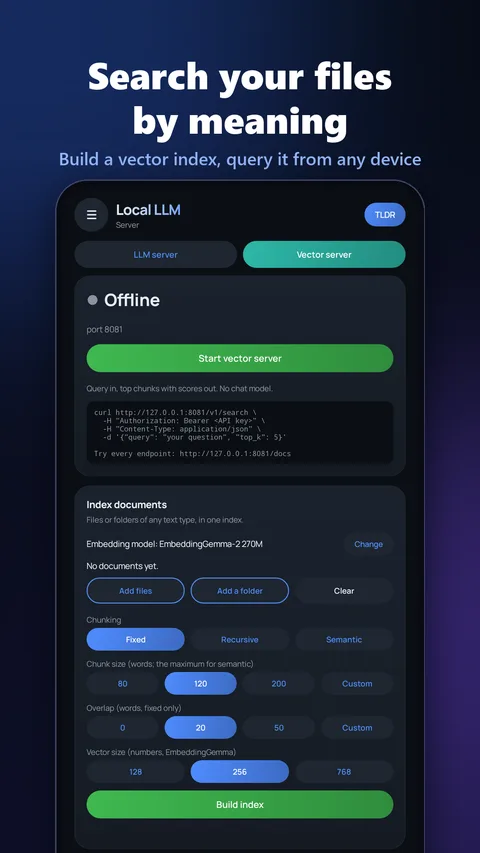 Search your files
by meaning
Build a vector index, query it from any device
☰
Local LLM
Server
TLDR
LLM server
Vector server
Offline
port 8081
Start vector server
Query in, top chunks with scores out. No chat model.
curl http://127.0.0.1:8081/v1/search \
-H "Authorization: Bearer <API key>" \
-H "Content-Type: application/json" \
-d '{"query": "your question", "top_k": 5}'
Try every endpoint: http://127.0.0.1:8081/docs
Index documents
Files or folders of any text type, in one index.
Embedding model: EmbeddingGemma-2 270M
Change
No documents yet.
Add files
Add a folder
Clear
Chunking
Fixed
Recursive
Semantic
Chunk size (words; the maximum for semantic)
80
120
200
Custom
Overlap (words, fixed only)
0
20
50
Custom
Vector size (numbers, EmbeddingGemma)
128
256
768
Build index